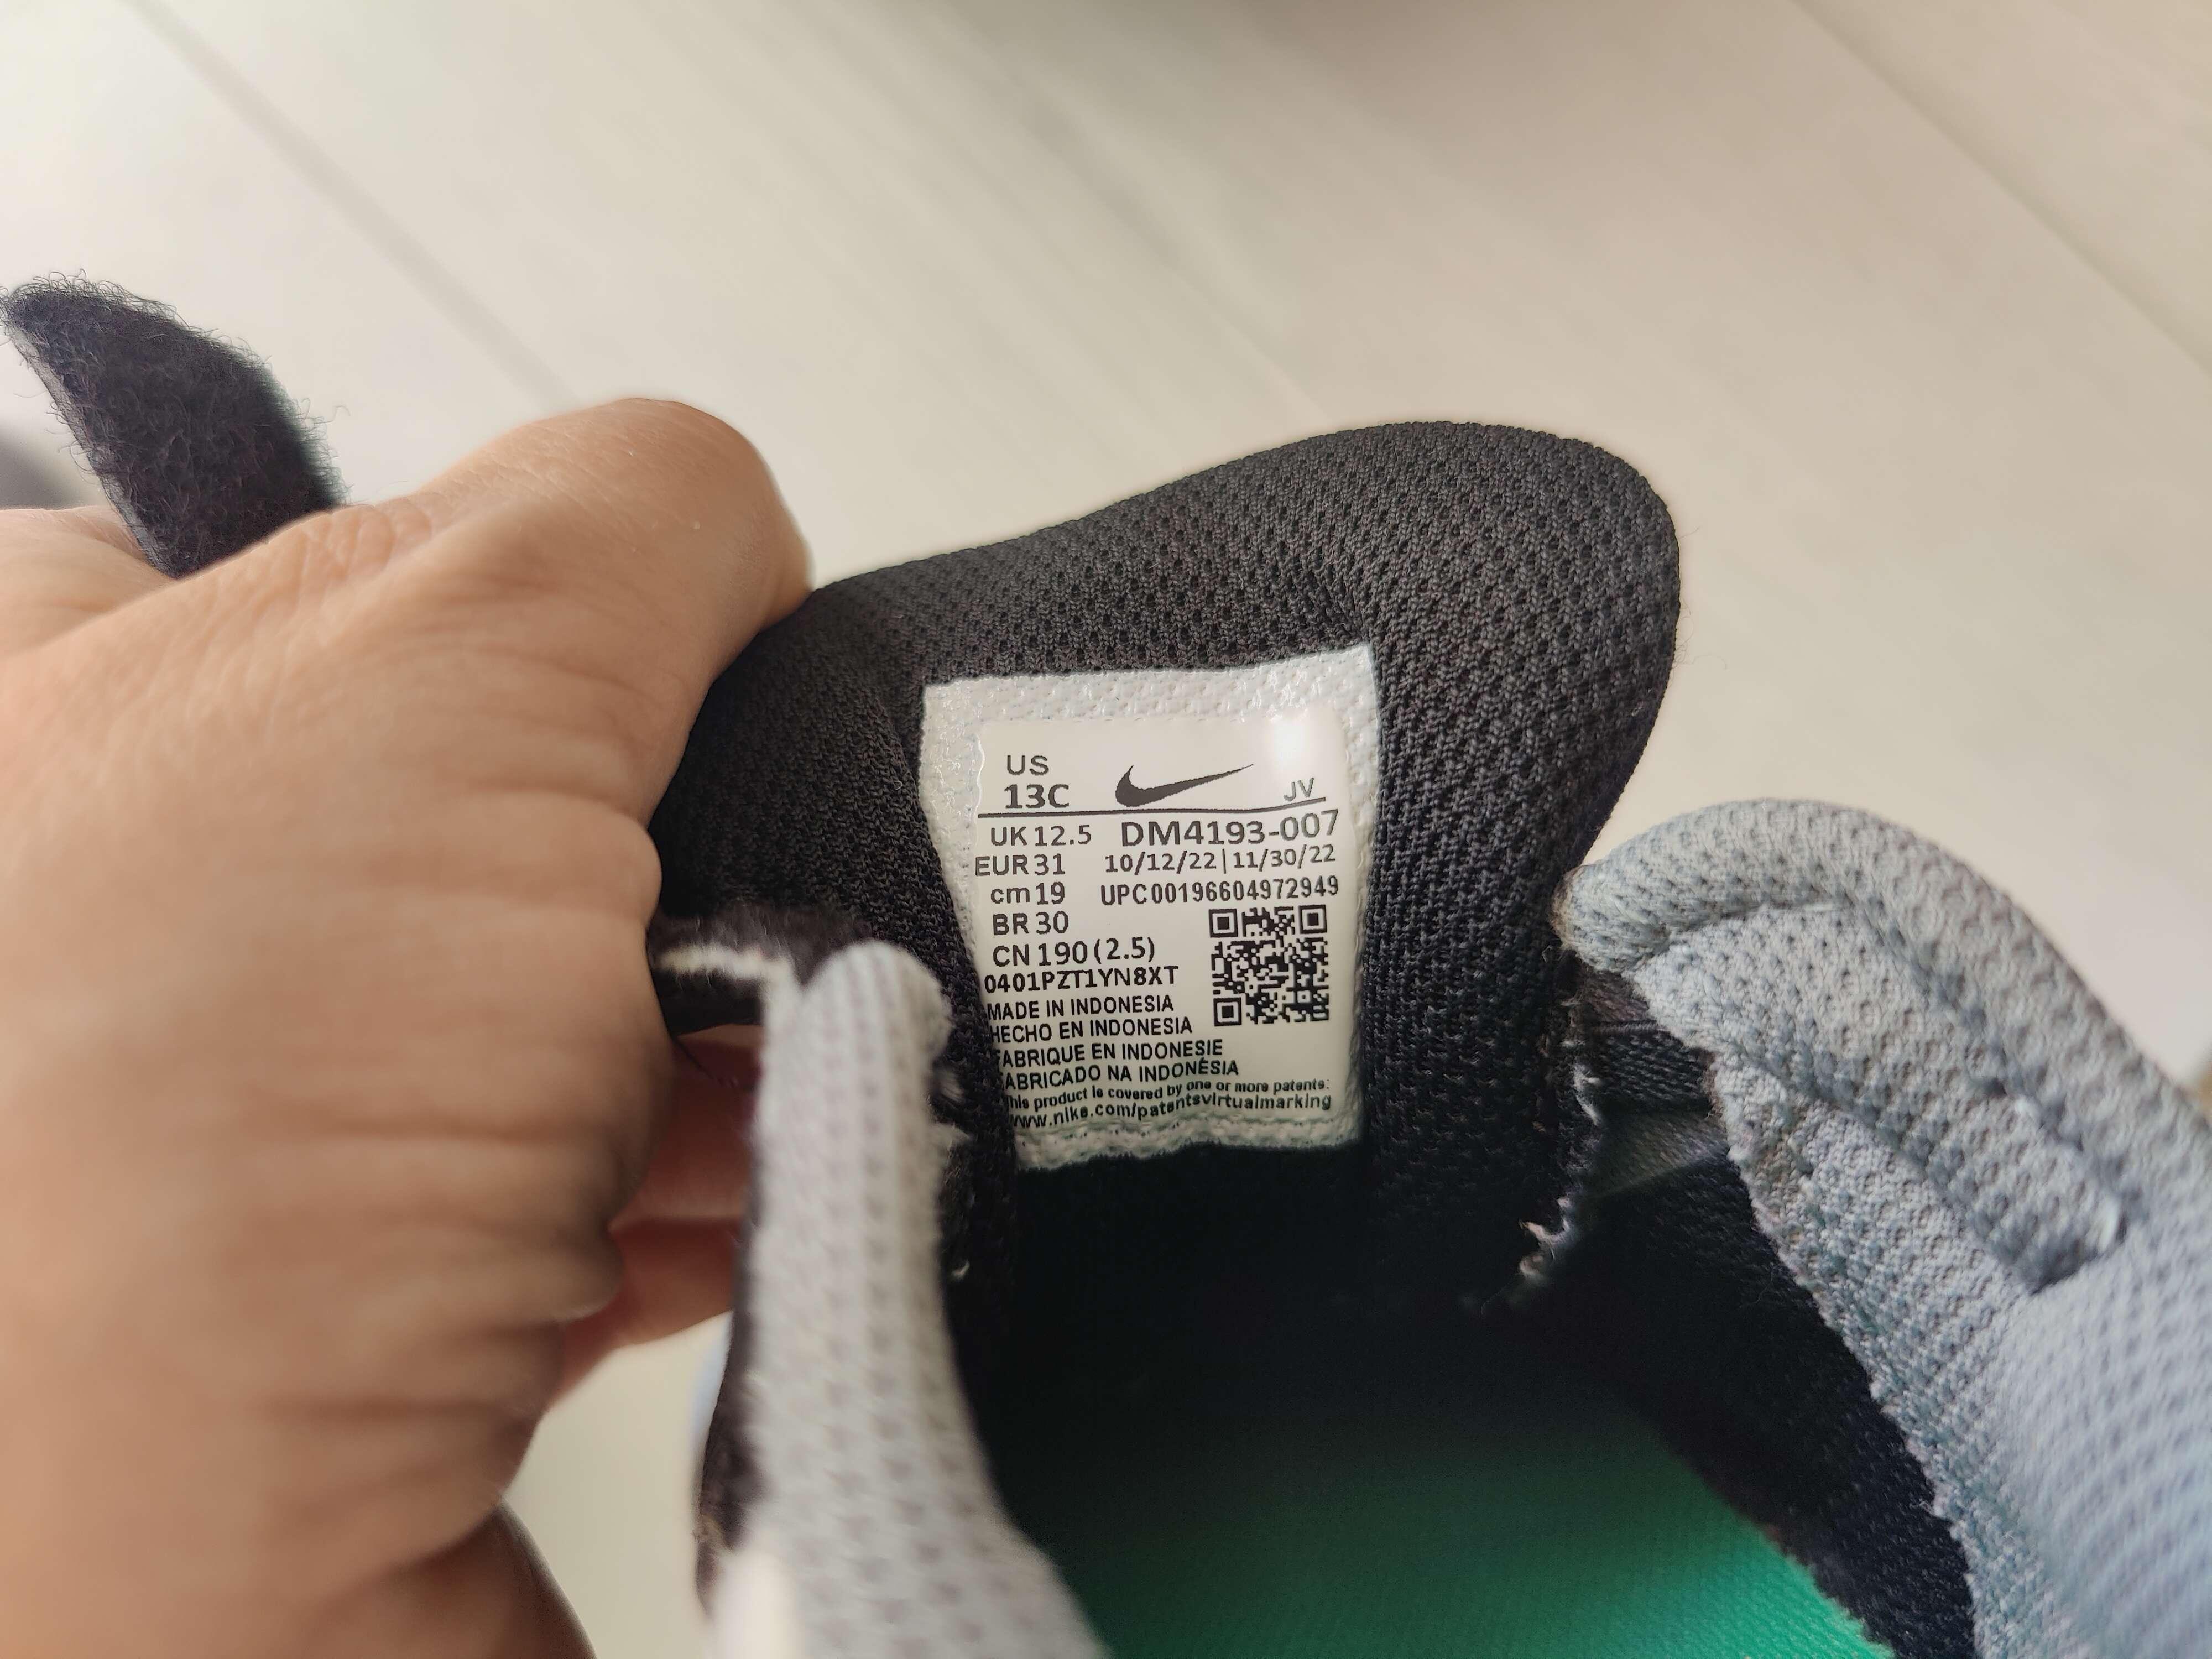 US
13C
JV
UK 12.5 DM4193-007
EUR 31 10/12/22|11/30/22
cm 19 UPC00196604972949
BR 30
CN 190 (2.5)
0401PZT1YN8XT
MADE IN INDONESIA
HECHO EN INDONESIA
FABRIQUE EN INDONESIE
FABRICADO NA INDONÉSIA
This product is covered by one or more patents:
www.nike.com/patentsvirtualmarking